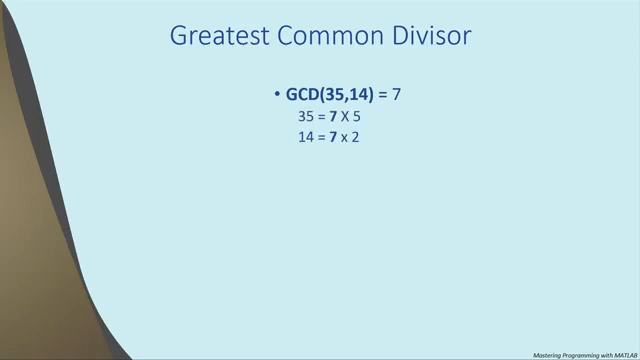 Greatest Common Divisor
• GCD(35,14) = 7
35 = 7 X 5
14 = 7 x 2
Mastering Programming with MATLAB